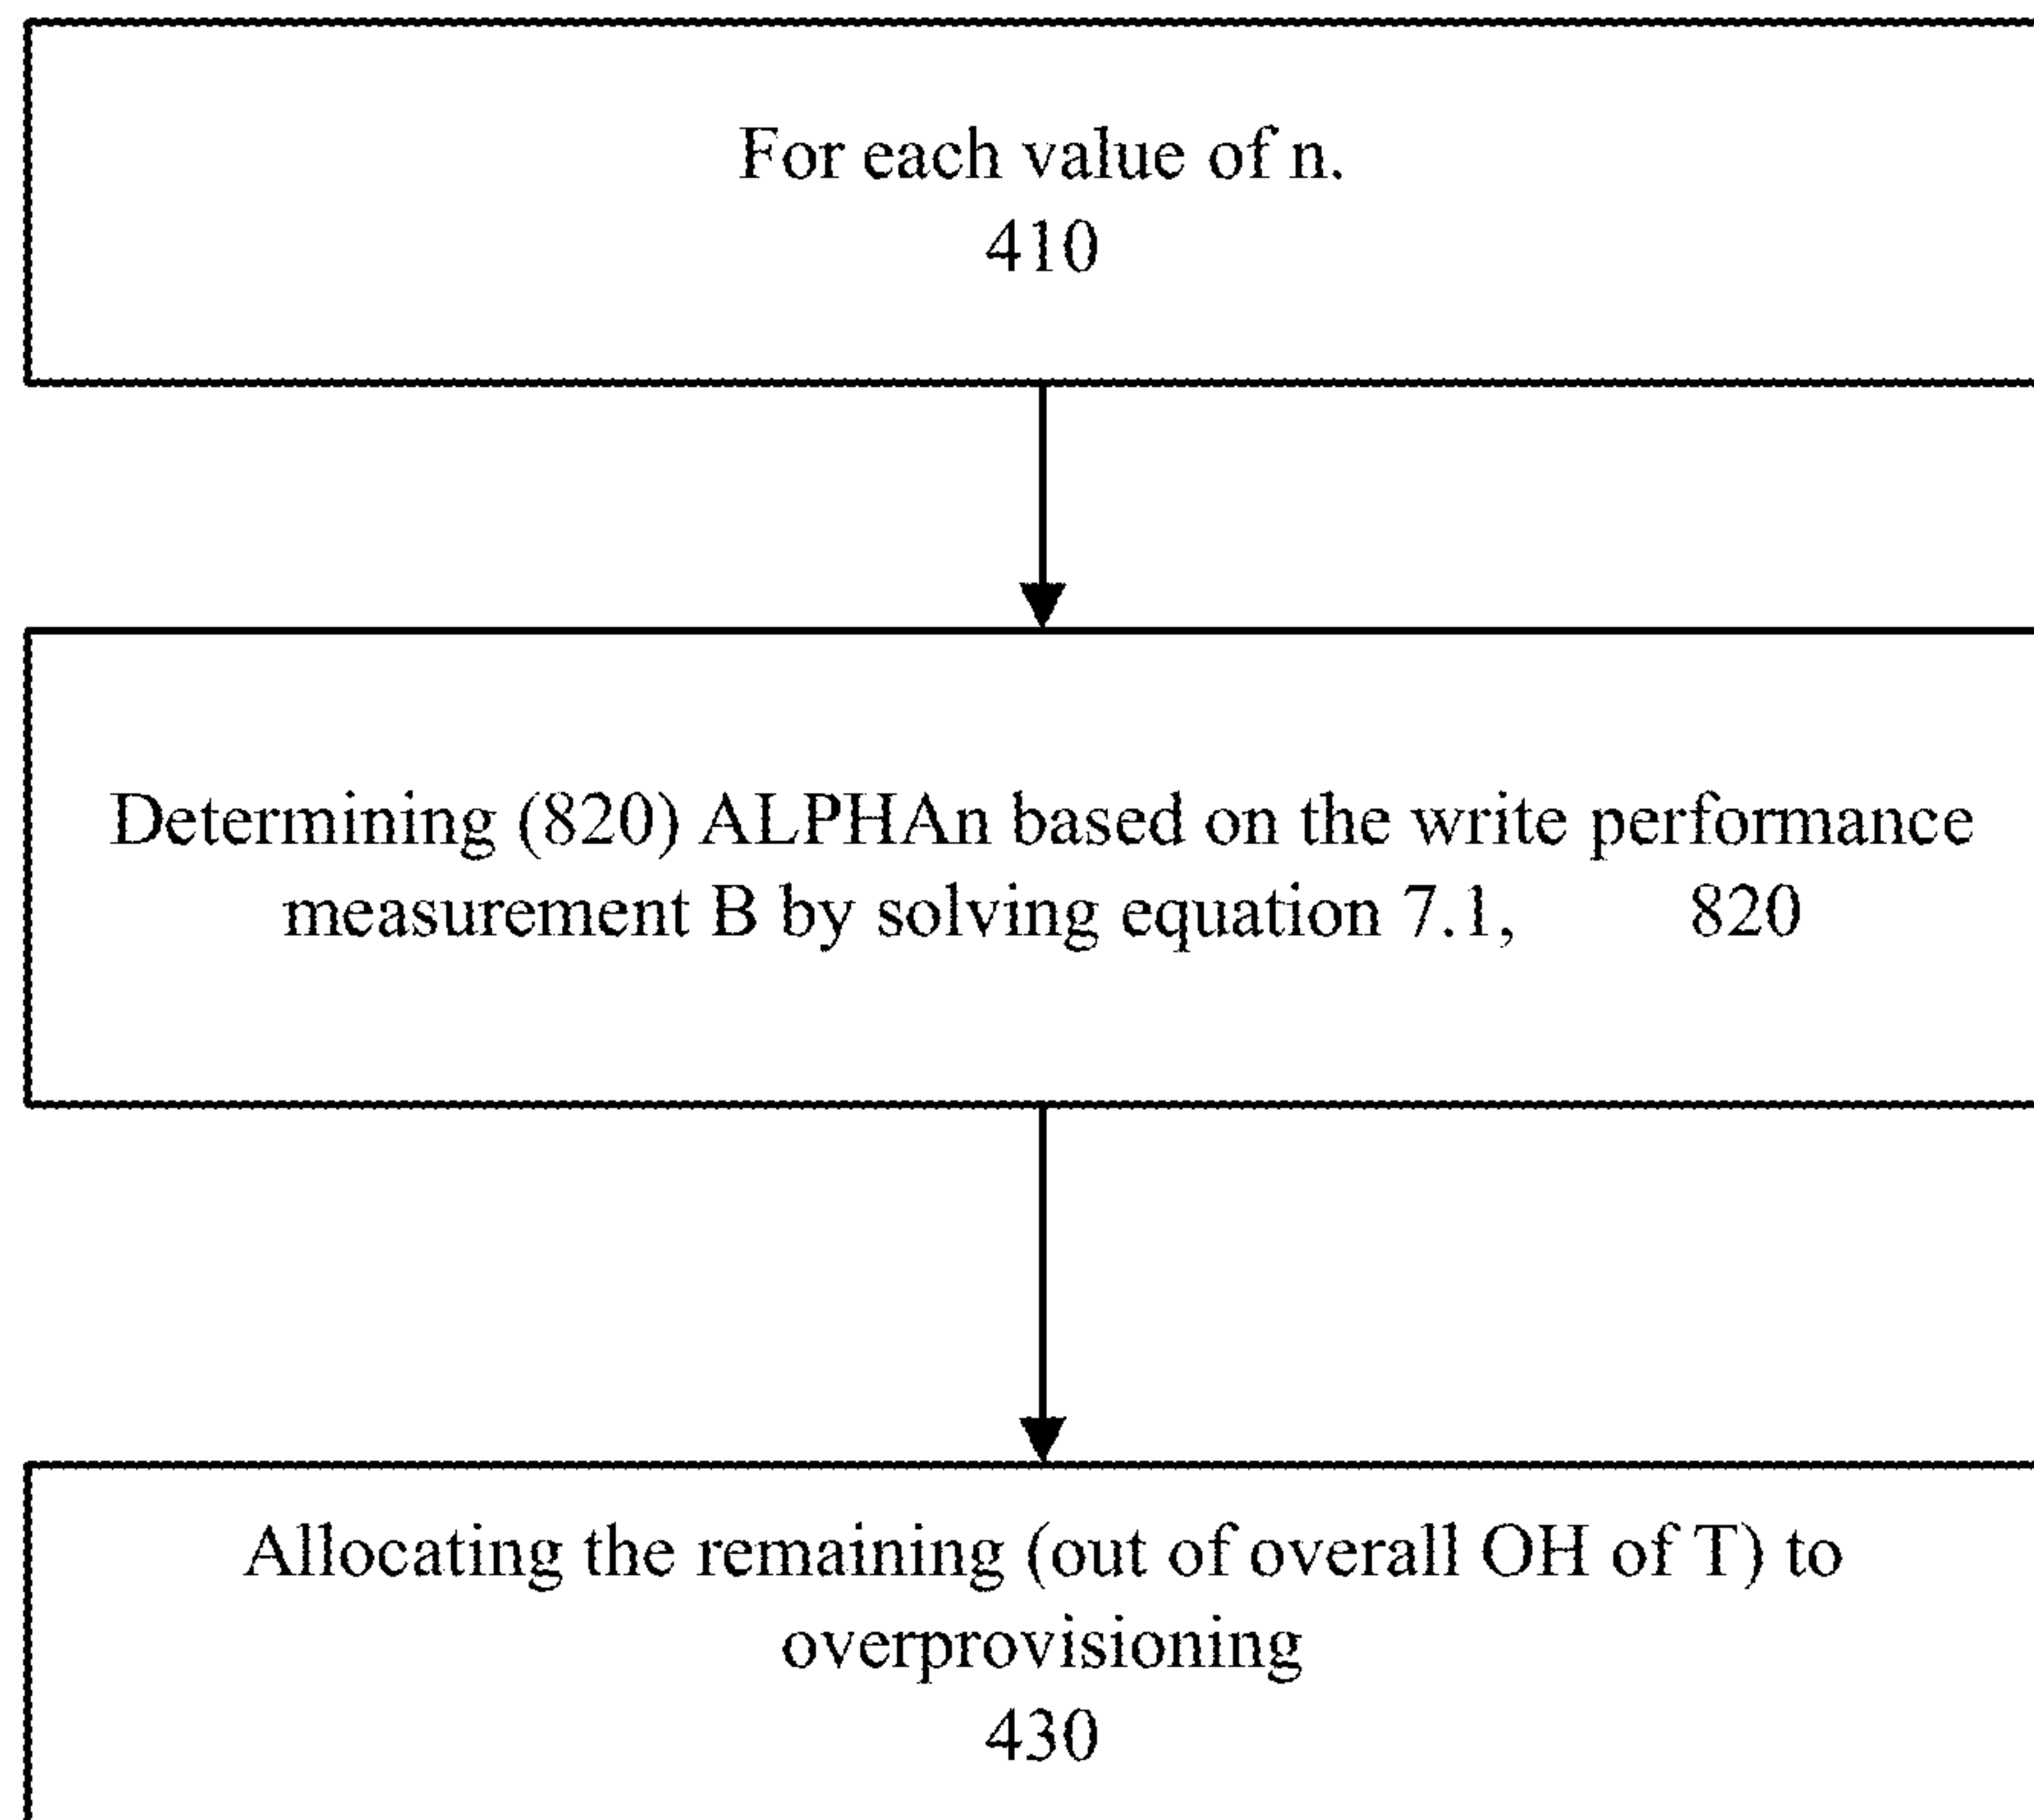 For each value of n.
410
Determining (820) ALPHAn based on the write performance
measurement B by solving equation 7.1, 820
Allocating the remaining (out of overall OH of T) to
overprovisioning
430